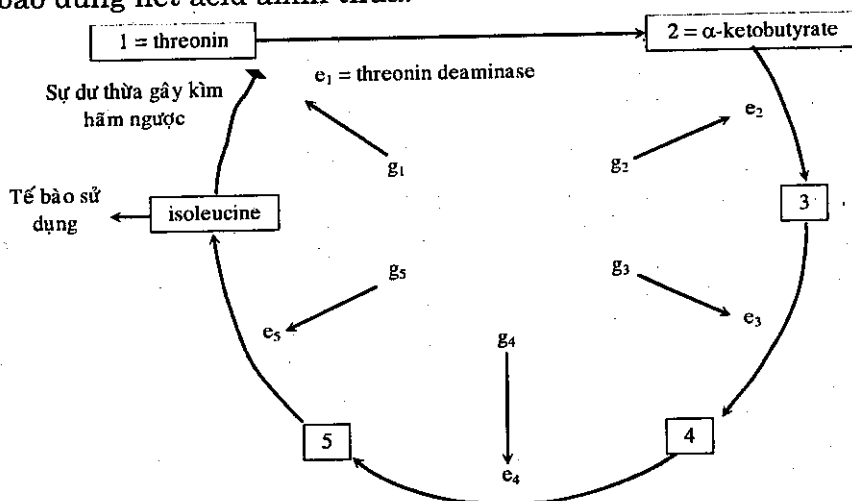 bào dùng hết acid amin thừa.
1 = threonin
2 = α-ketobutyrate
e₁ = threonin deaminase
Sự dư thừa gây kìm
hãm ngược
e₂
g₁
g₂
3
Tế bào sử
dụng
isoleucine
g₅
g₃
e₅
e₃
g₄
5
4
e₄